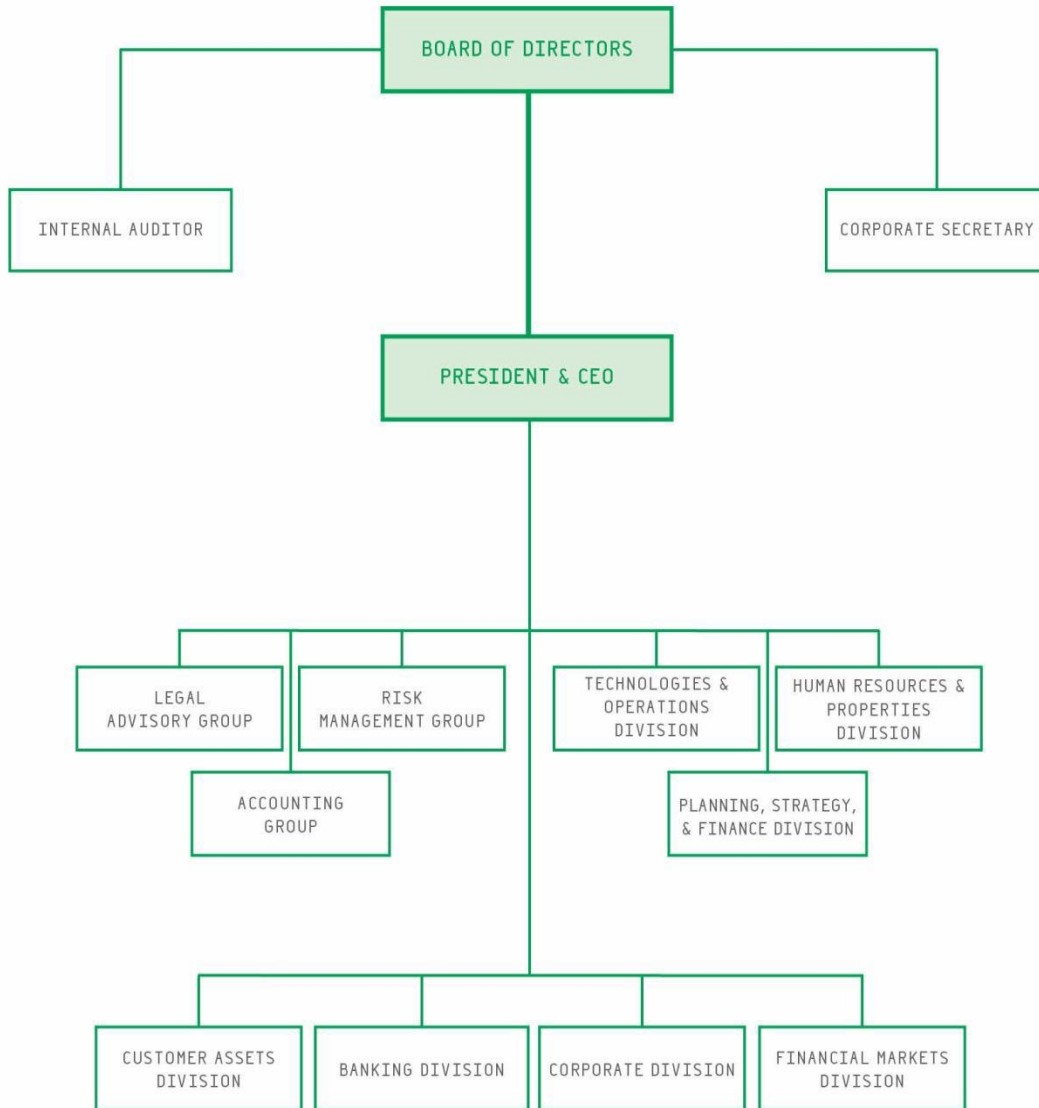 BOARD OF DIRECTORS
INTERNAL AUDITOR
CORPORATE SECRETARY
PRESIDENT & CEO
LEGAL
ADVISORY GROUP
RISK
MANAGEMENT GROUP
TECHNOLOGIES &
OPERATIONS
DIVISION
HUMAN RESOURCES &
PROPERTIES
DIVISION
ACCOUNTING
GROUP
PLANNING, STRATEGY,
& FINANCE DIVISION
CUSTOMER ASSETS
DIVISION
BANKING DIVISION
CORPORATE DIVISION
FINANCIAL MARKETS
DIVISION